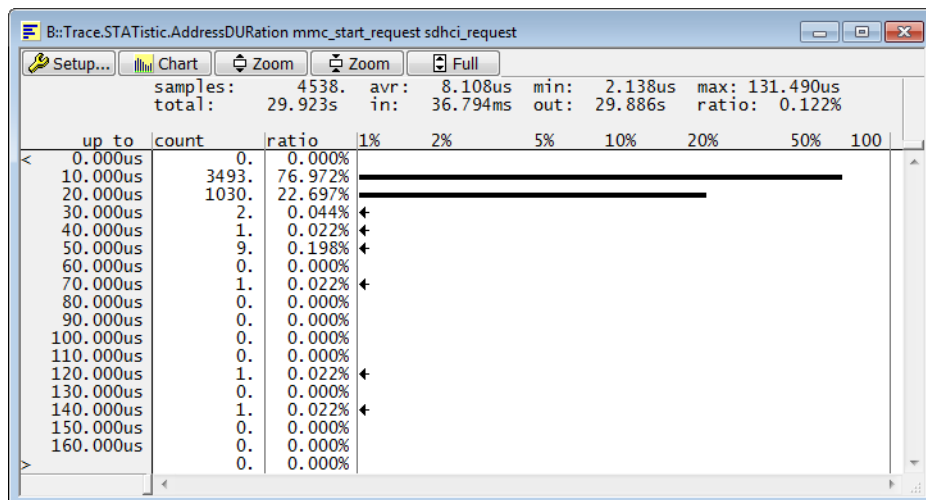 B::Trace.STATistic.AddressDURation mmc_start_request sdhci_request
Setup... Chart Zoom Zoom Full
samples: 4538. avr: 8.108us min: 2.138us max: 131.490us
total: 29.923s in: 36.794ms out: 29.886s ratio: 0.122%
up to count ratio 1% 2% 5% 10% 20% 50% 100
< 0.000us 0. 0.000%
10.000us 3493. 76.972%
20.000us 1030. 22.697%
30.000us 2. 0.044%
40.000us 1. 0.022%
50.000us 9. 0.198%
60.000us 0. 0.000%
70.000us 1. 0.022%
80.000us 0. 0.000%
90.000us 0. 0.000%
100.000us 0. 0.000%
110.000us 0. 0.000%
120.000us 1. 0.022%
130.000us 0. 0.000%
140.000us 1. 0.022%
150.000us 0. 0.000%
160.000us 0. 0.000%
> 0. 0.000%